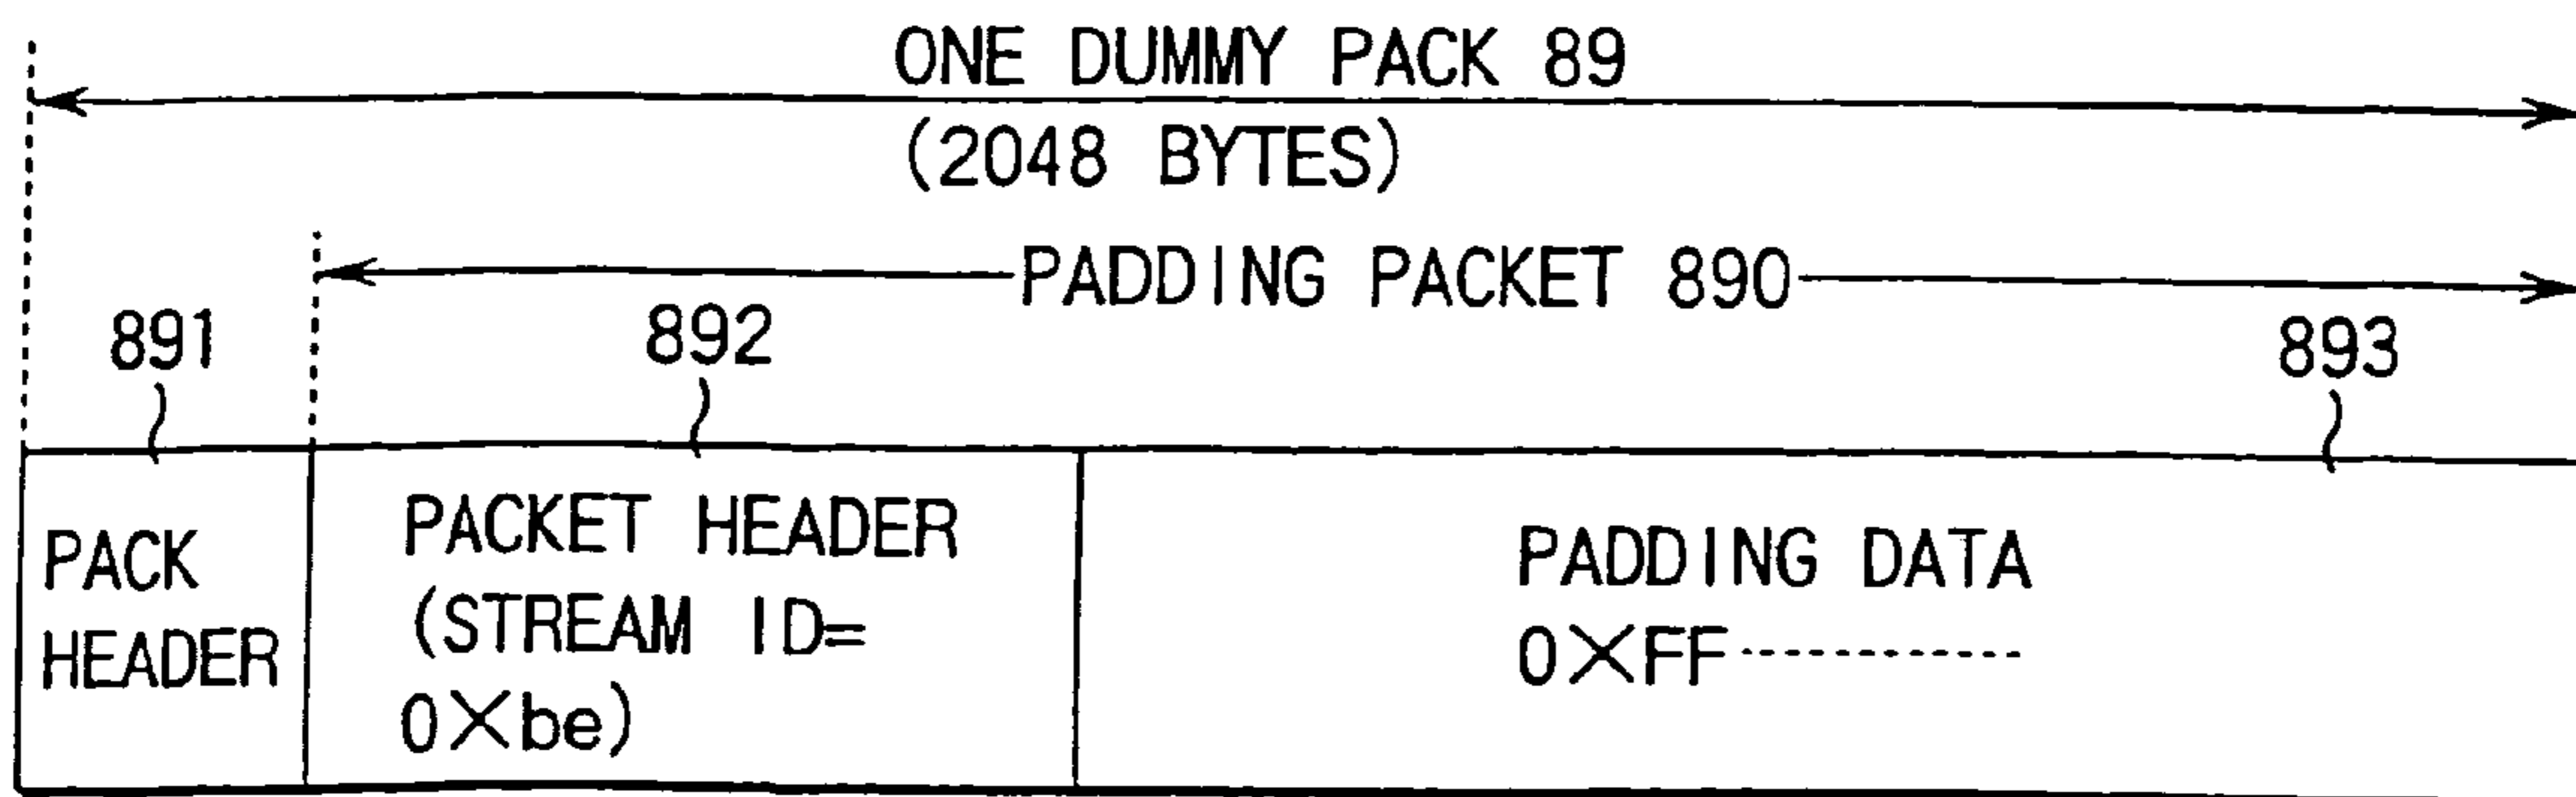 ONE DUMMY PACK 89
(2048 BYTES)
PADDING PACKET 890
891
892
893
PACK
HEADER
PACKET HEADER
(STREAM ID=
0×be)
PADDING DATA
0×FF----------